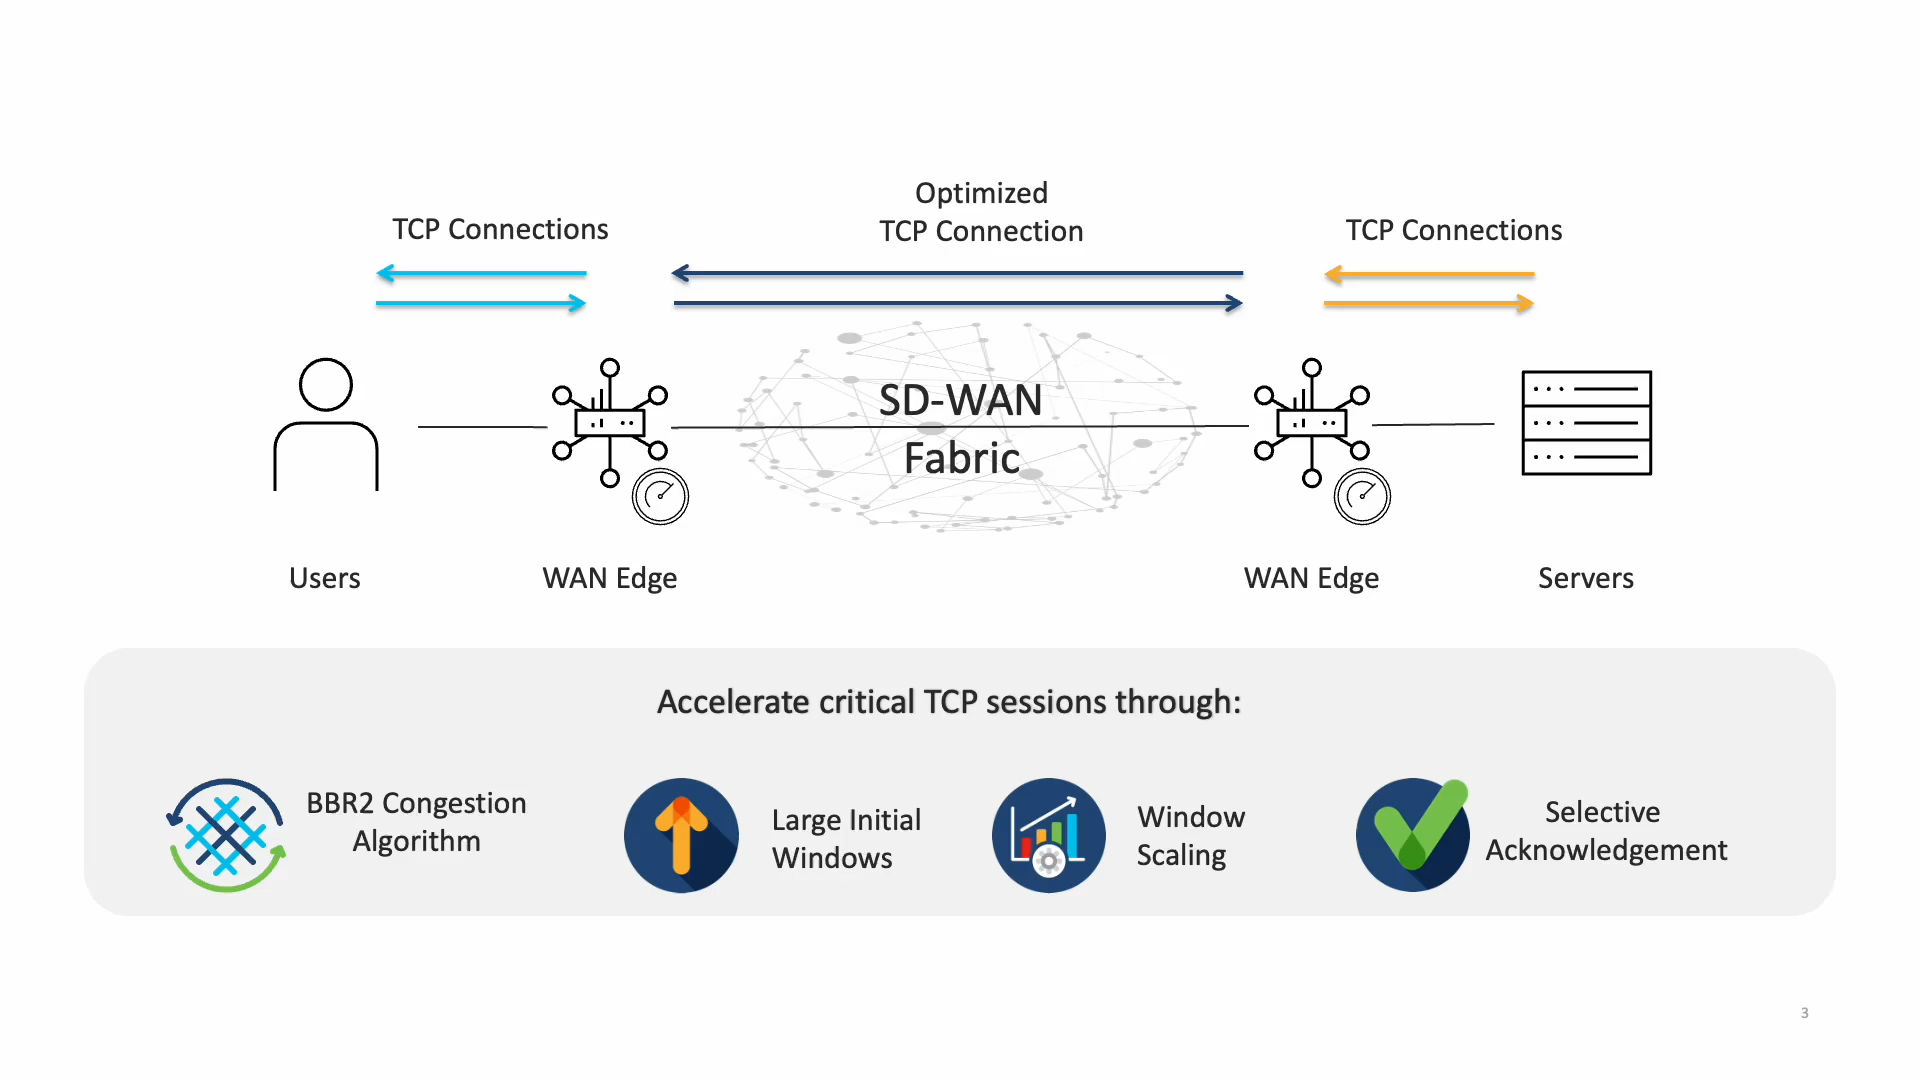 Optimized
TCP Connection
TCP Connections
TCP Connections
SD-WAN
Fabric
Users
WAN Edge
WAN Edge
Servers
Accelerate critical TCP sessions through:
BBR2 Congestion
Algorithm
Large Initial
Windows
Window
Scaling
Selective
Acknowledgement
3